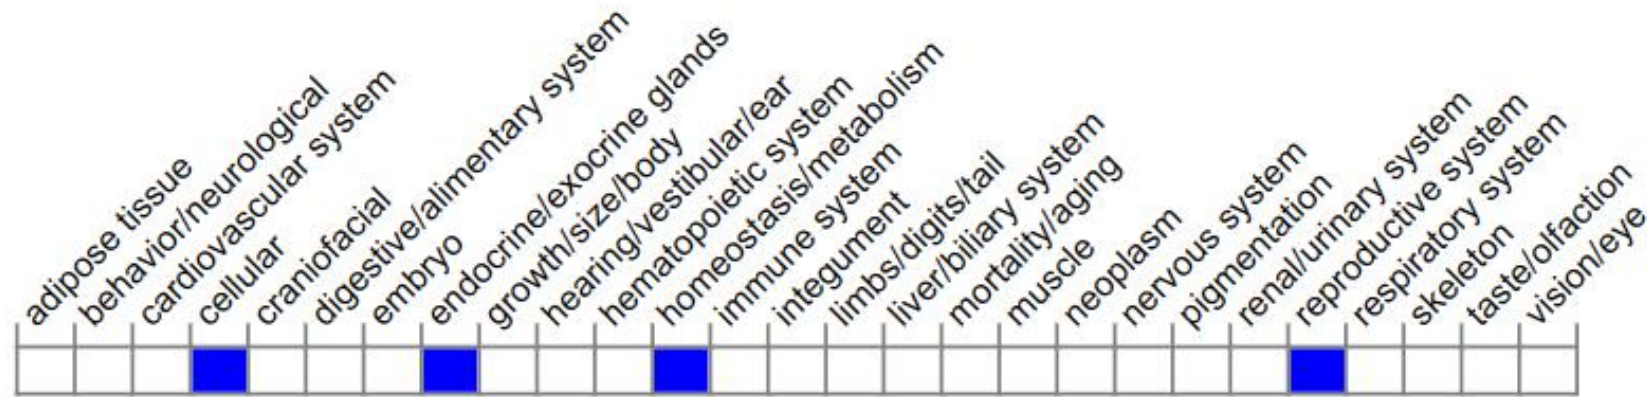 adipose tissue
behavior/neurological
cardiovascular system
cellular
craniofacial
digestive/alimentary system
embryo
endocrine/exocrine glands
growth/size/body
hearing/vestibular/ear
hematopoietic system
homeostasis/metabolism
immune system
integument
limbs/digits/tail
liver/biliary system
mortality/aging
muscle
neoplasm
nervous system
pigmentation
renal/urinary system
reproductive system
respiratory system
skeleton
taste/olfaction
vision/eye